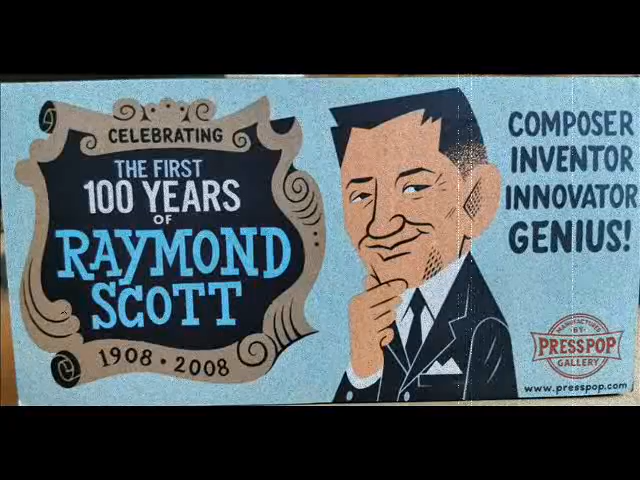 CELEBRATING
THE FIRST
100 YEARS
OF
RAYMOND
SCOTT
1908 • 2008
COMPOSER
INVENTOR
INNOVATOR
GENIUS!
MANUFACTURED
BY
PRESSPOP
GALLERY
www.presspop.com